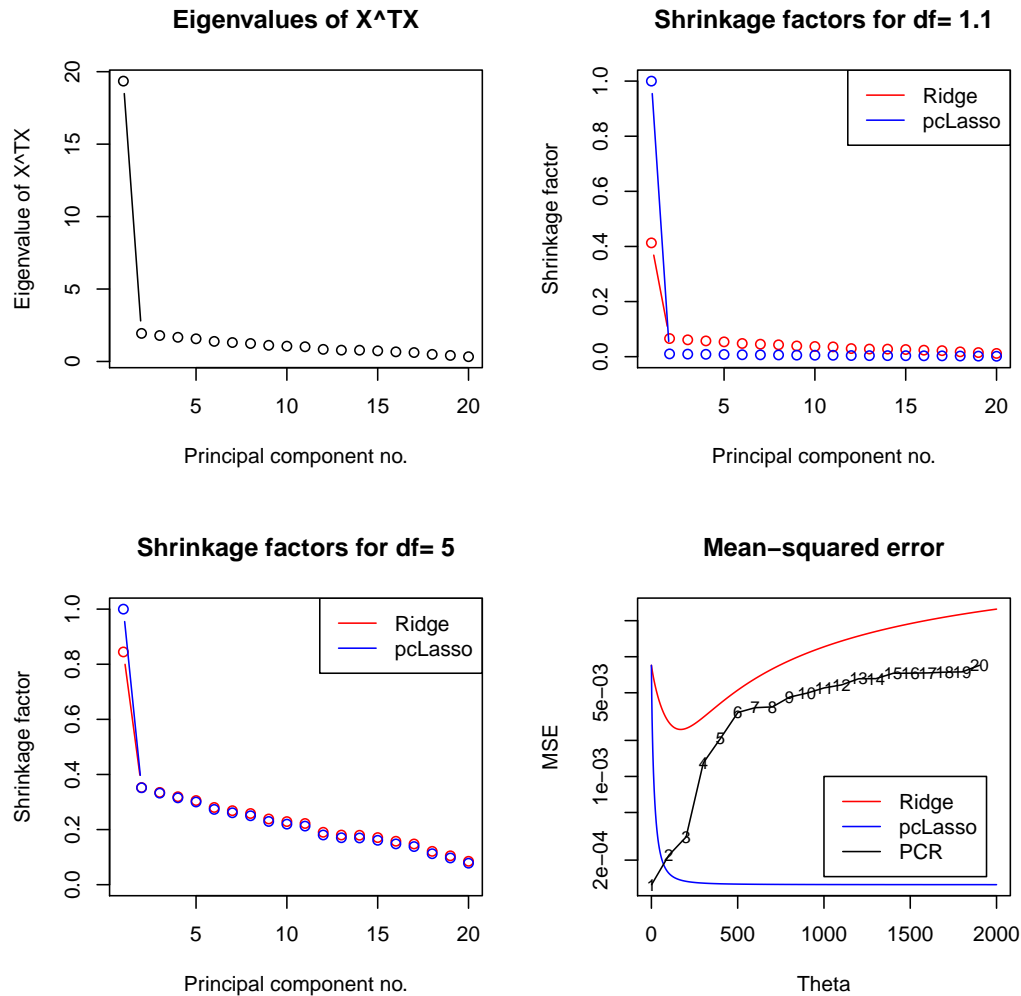 Eigenvalues of X^TX
Eigenvalue of X^TX
0
5
10
15
20
5
10
15
20
Principal component no.
Shrinkage factors for df= 1.1
Shrinkage factor
0.0
0.2
0.4
0.6
0.8
1.0
Ridge
pcLasso
5
10
15
20
Principal component no.
Shrinkage factors for df= 5
Shrinkage factor
0.0
0.2
0.4
0.6
0.8
1.0
Ridge
pcLasso
5
10
15
20
Principal component no.
Mean−squared error
MSE
2e−04
1e−03
5e−03
1
2
3
4
5
6
7
8
9
10
11
12
13
14
15
16
17
18
19
20
Ridge
pcLasso
PCR
0
500
1000
1500
2000
Theta